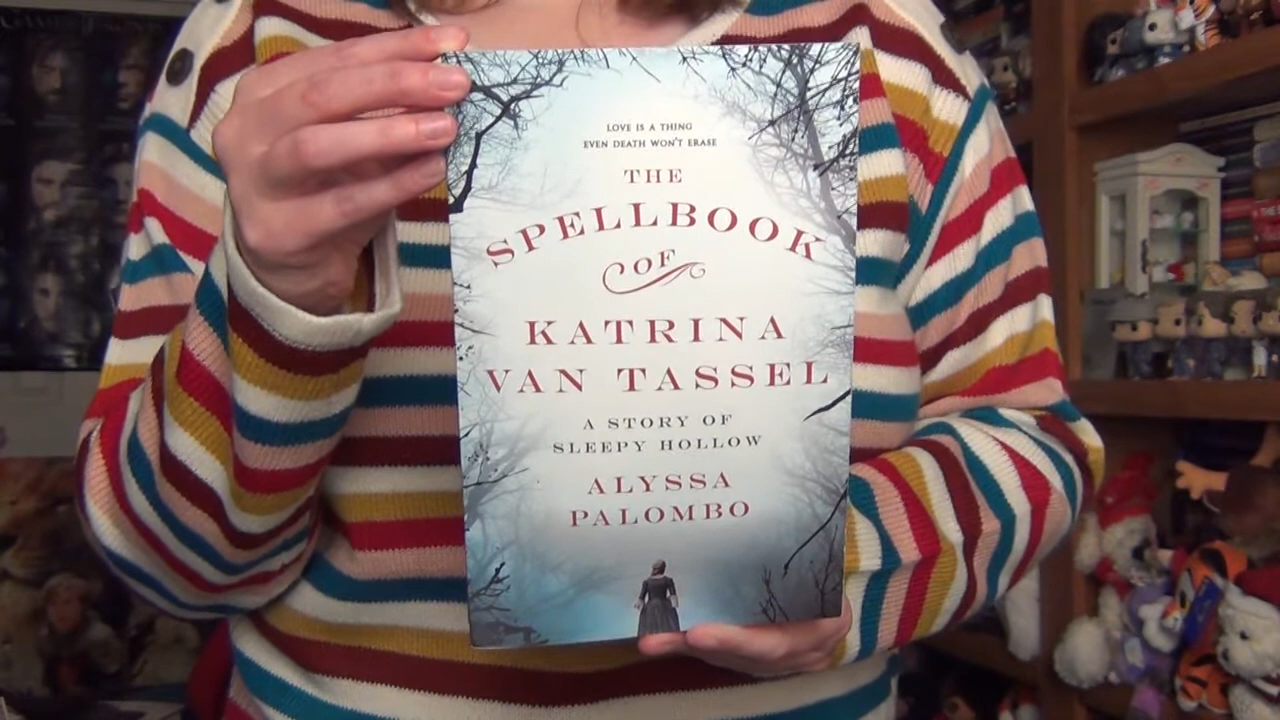 LOVE IS A THING
EVEN DEATH WON'T ERASE
THE
SPELLBOOK
OF
KATRINA
VAN TASSEL
A STORY OF
SLEEPY HOLLOW
ALYSSA
PALOMBO